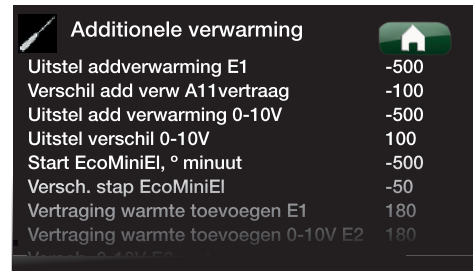 Additionele verwarming
Uitstel addverwarming E1 -500
Verschil add verw A11vertraag -100
Uitstel add verwarming 0-10V -500
Uitstel verschil 0-10V 100
Start EcoMiniEl, º minuut -500
Versch. stap EcoMiniEl -50
Vertraging warmte toevoegen E1 180
Vertraging warmte toevoegen 0-10V E2 180